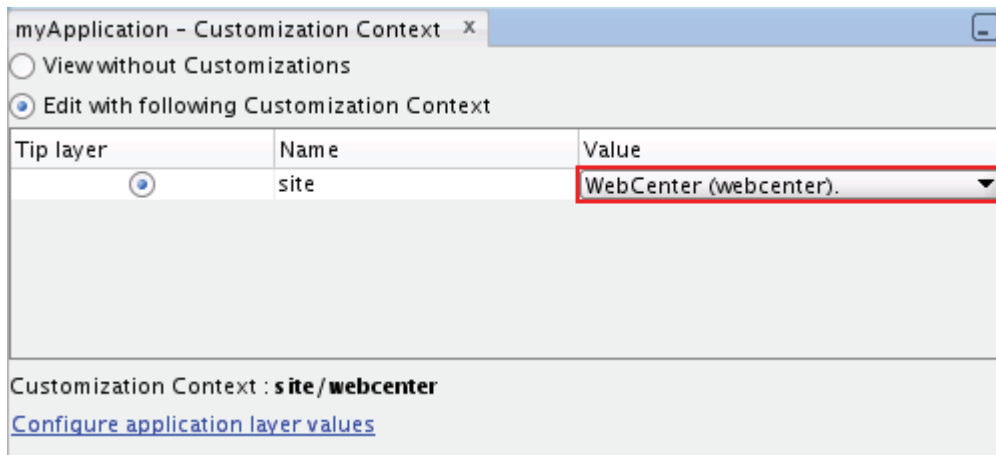 myApplication - Customization Context x
View without Customizations
Edit with following Customization Context
Tip layer Name Value
site WebCenter (webcenter).
Customization Context : site/webcenter
Configure application layer values